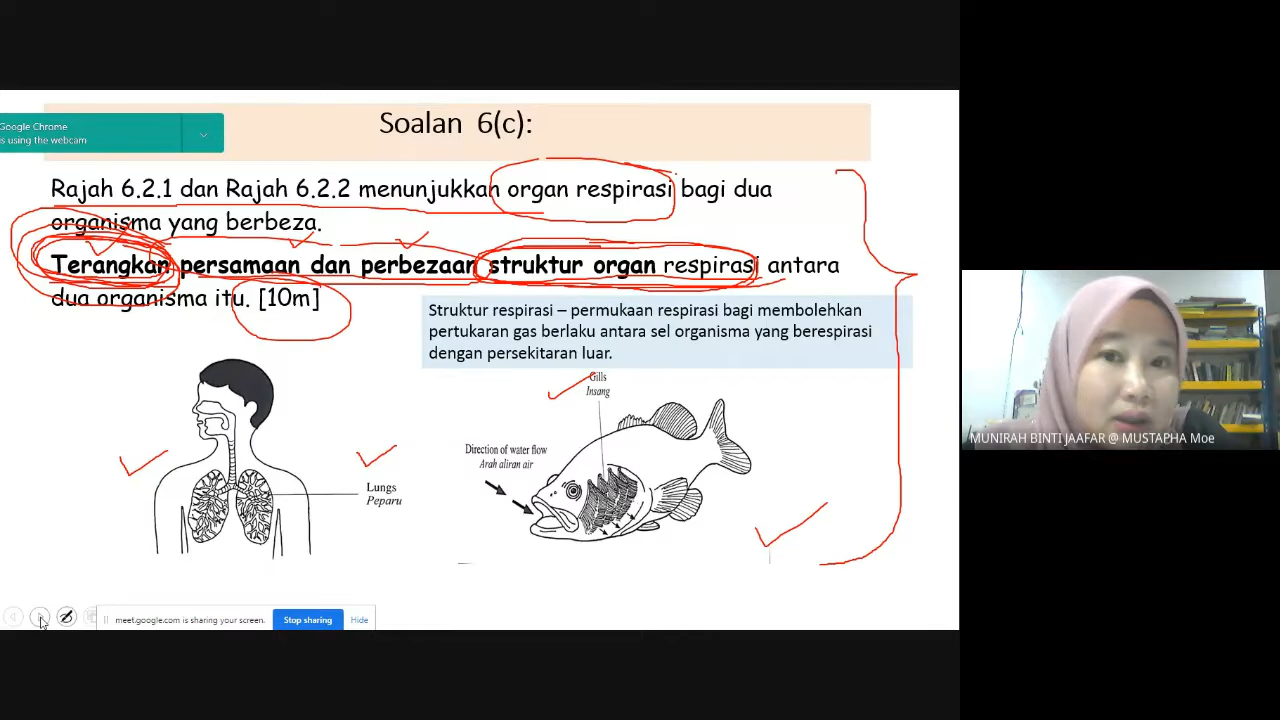 Soalan 6(c):
Google Chrome
is using the webcam
Rajah 6.2.1 dan Rajah 6.2.2 menunjukkan organ respirasi bagi dua
organisma yang berbeza.
Terangkan persamaan dan perbezaan struktur organ respirasi antara
dua organisma itu. [10m]
Struktur respirasi – permukaan respirasi bagi membolehkan
pertukaran gas berlaku antara sel organisma yang berespirasi
dengan persekitaran luar.
Gills
Insang
Direction of water flow
Arah aliran air
Lungs
Peparu
MUNIRAH BINTI JAAFAR @ MUSTAPHA Moe
meet.google.com is sharing your screen.
Stop sharing
Hide